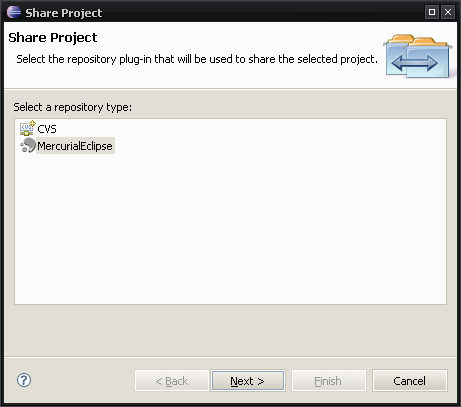 Share Project
Share Project
Select the repository plug-in that will be used to share the selected project.
Select a repository type:
CVS
MercurialEclipse
? < Back Next > Finish Cancel